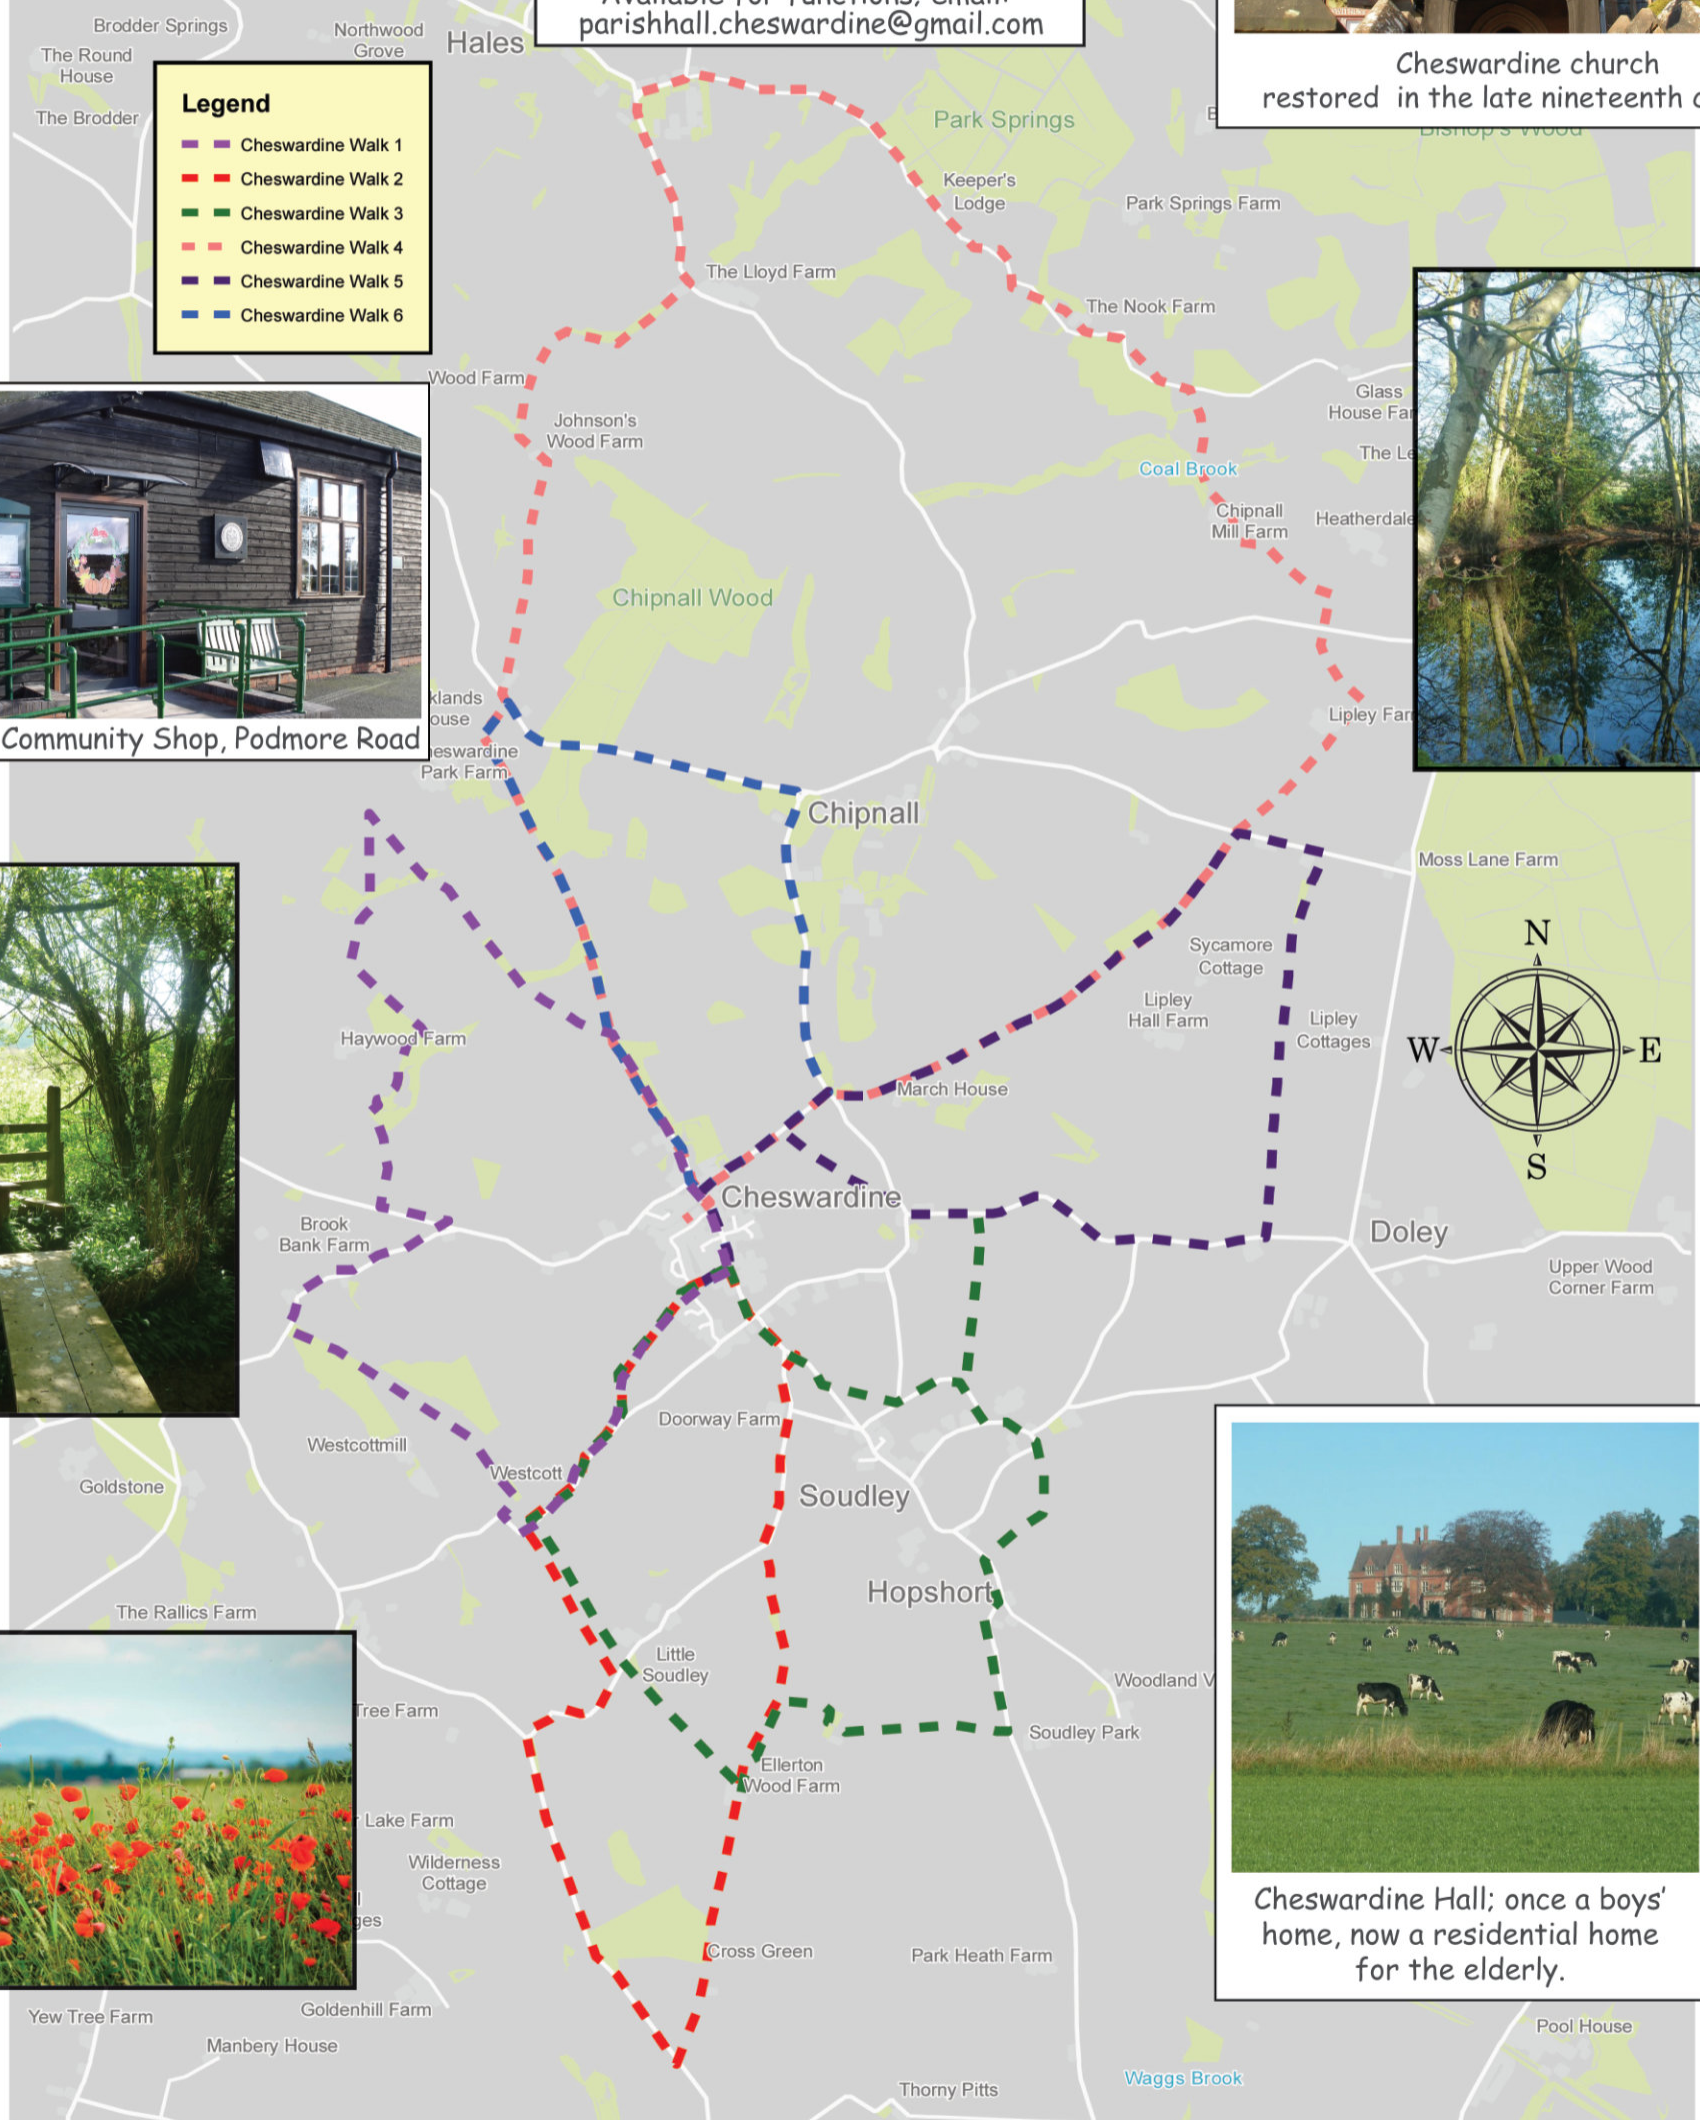 parishhall.cheswardine@gmail.com
Cheswardine church
restored in the late nineteenth
Brodder Springs
Northwood
Grove
Hales
The Round
House
The Brodder
Legend
Cheswardine Walk 1
Cheswardine Walk 2
Cheswardine Walk 3
Cheswardine Walk 4
Cheswardine Walk 5
Cheswardine Walk 6
Park Springs
Bishop's Wood
Keeper's
Lodge
Park Springs Farm
The Lloyd Farm
The Nook Farm
Wood Farm
Johnson's
Wood Farm
Glass
House Far
The Le
Coal Brook
Chipnall
Mill Farm
Heatherdale
Chipnall Wood
klands
ouse
Lipley Far
Community Shop, Podmore Road
eswardine
Park Farm
Chipnall
Moss Lane Farm
N
W
E
S
Sycamore
Cottage
Lipley
Hall Farm
Lipley
Cottages
Haywood Farm
March House
Cheswardine
Brook
Bank Farm
Doley
Upper Wood
Corner Farm
Doorway Farm
Westcottmill
Westcott
Goldstone
Soudley
Hopshort
The Rallics Farm
Little
Soudley
Woodland V
Tree Farm
Soudley Park
Ellerton
Wood Farm
Lake Farm
Wilderness
Cottage
ges
Cross Green
Park Heath Farm
Cheswardine Hall; once a boys'
home, now a residential home
for the elderly.
Goldenhill Farm
Yew Tree Farm
Manbery House
Pool House
Waggs Brook
Thorny Pitts